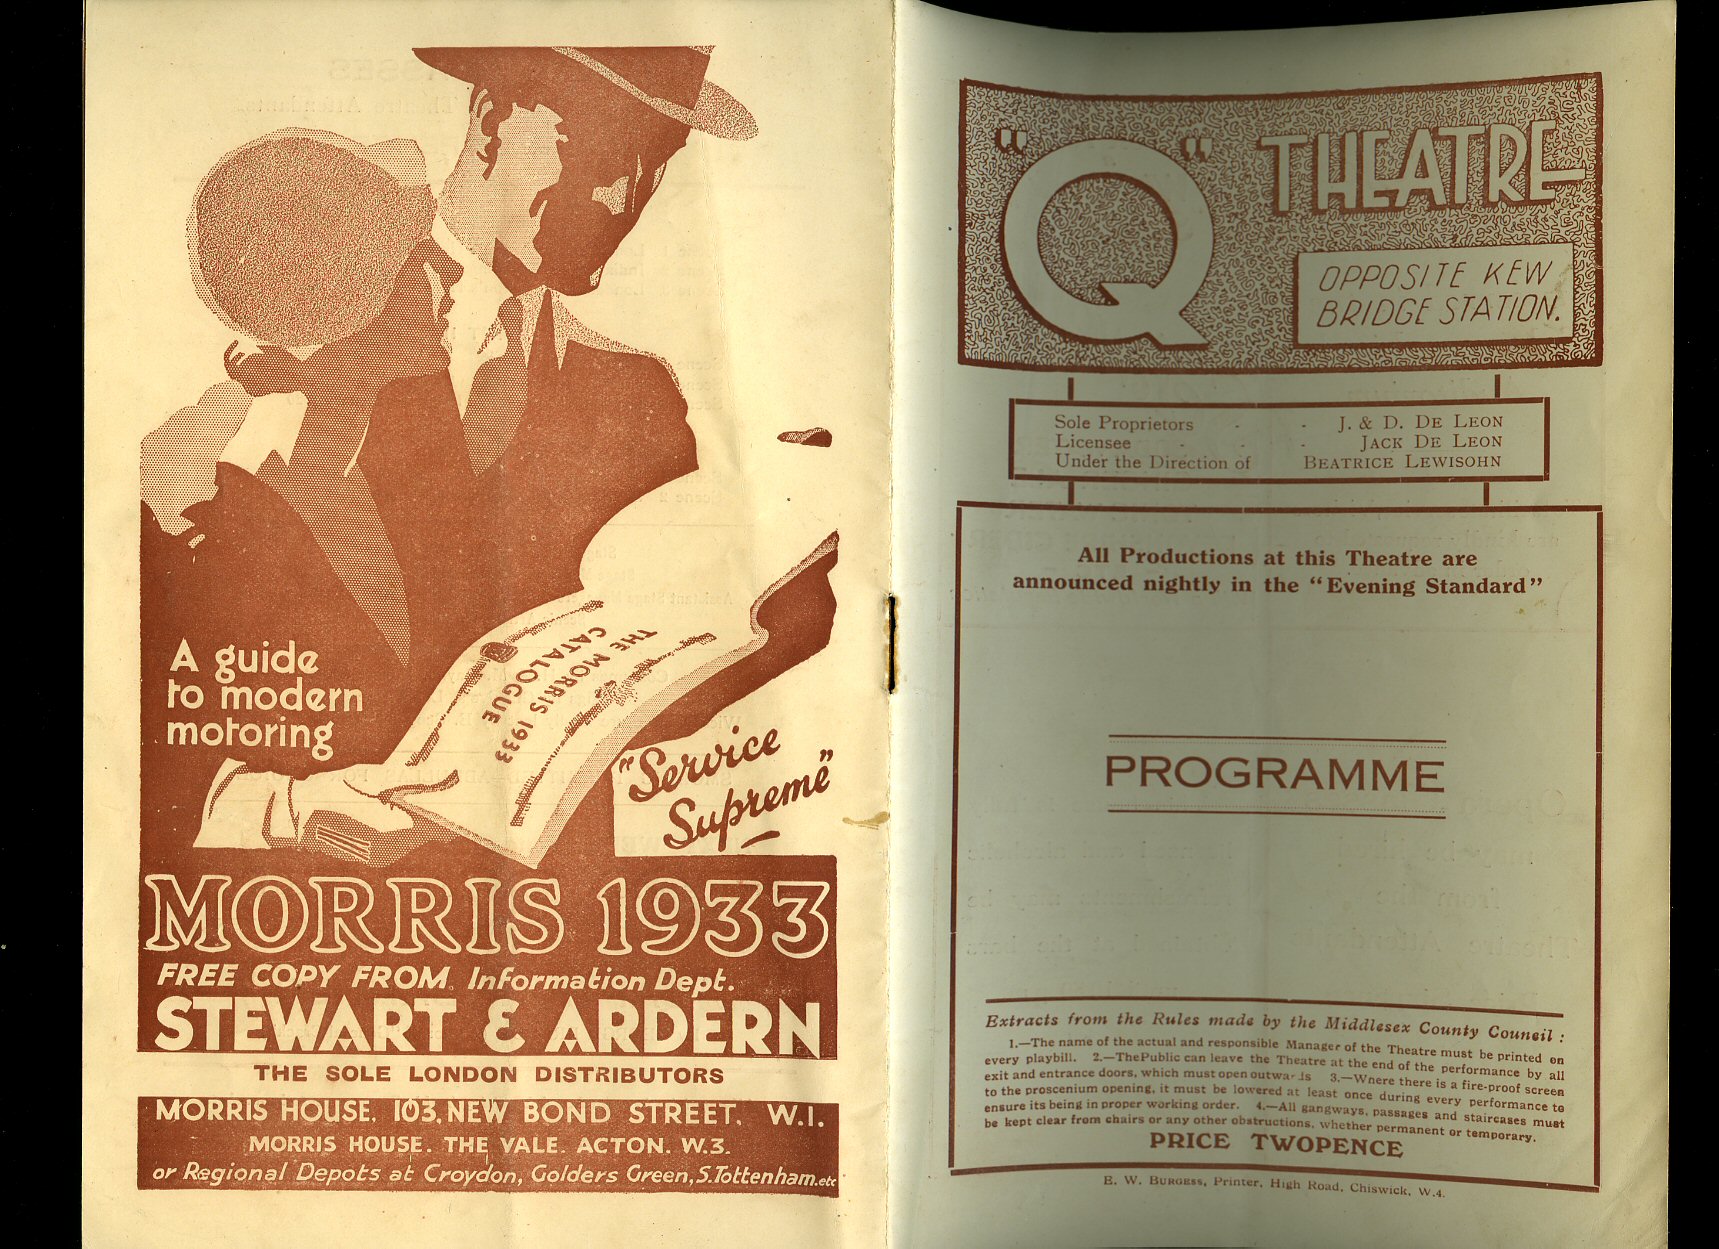 A guide
to modern
motoring
THE MORRIS 1933
CATALOGUE
"Service
Supreme"
MORRIS 1933
FREE COPY FROM Information Dept.
STEWART & ARDERN
THE SOLE LONDON DISTRIBUTORS
MORRIS HOUSE. 103, NEW BOND STREET. W.1.
MORRIS HOUSE. THE VALE. ACTON. W.3.
or Regional Depots at Croydon, Golders Green, S. Tottenham. etc
"Q" THEATRE
OPPOSITE KEW
BRIDGE STATION.
Sole Proprietors - - J. & D. DE LEON
Licensee - - - JACK DE LEON
Under the Direction of BEATRICE LEWISOHN
All Productions at this Theatre are
announced nightly in the "Evening Standard"
PROGRAMME
Extracts from the Rules made by the Middlesex County Council :
1.—The name of the actual and responsible Manager of the Theatre must be printed on
every playbill. 2.—The Public can leave the Theatre at the end of the performance by all
exit and entrance doors, which must open outwards 3.—Where there is a fire-proof screen
to the proscenium opening, it must be lowered at least once during every performance to
ensure its being in proper working order. 4.—All gangways, passages and staircases must
be kept clear from chairs or any other obstructions, whether permanent or temporary.
PRICE TWOPENCE
E. W. BURGESS, Printer, High Road, Chiswick, W.4.